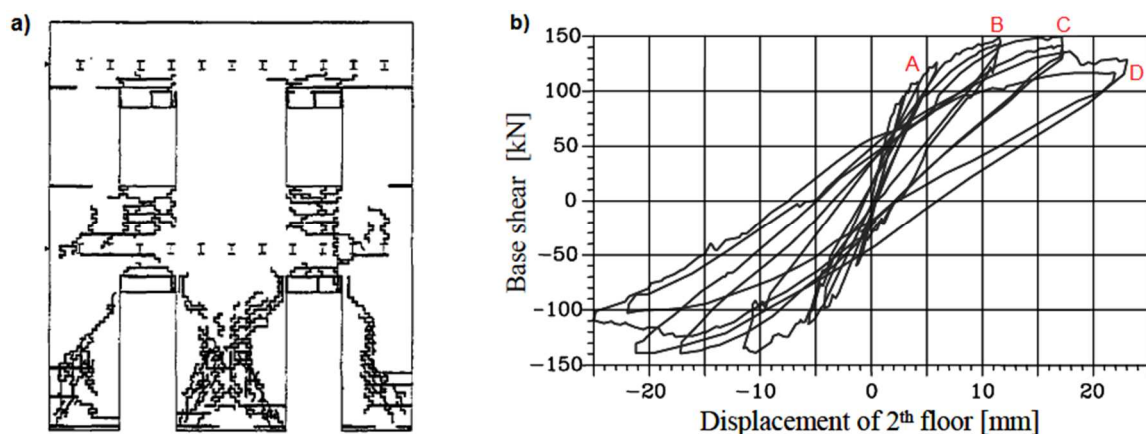 a)
b)
Base shear [kN]
150
100
50
0
−50
−100
−150
A
B
C
D
−20
−10
0
10
20
Displacement of 2th floor [mm]